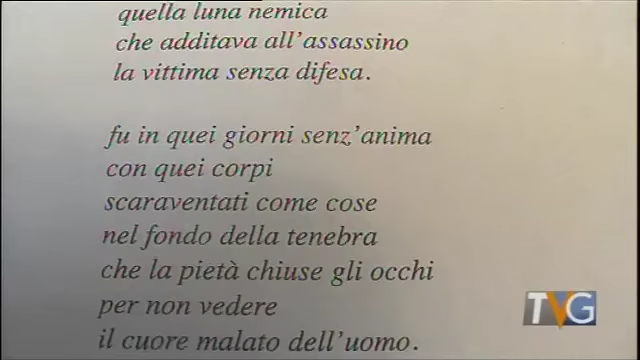 quella luna nemica
che additava all'assassino
la vittima senza difesa.
fu in quei giorni senz'anima
con quei corpi
scaraventati come cose
nel fondo della tenebra
che la pietà chiuse gli occhi
per non vedere
il cuore malato dell'uomo.
TVG